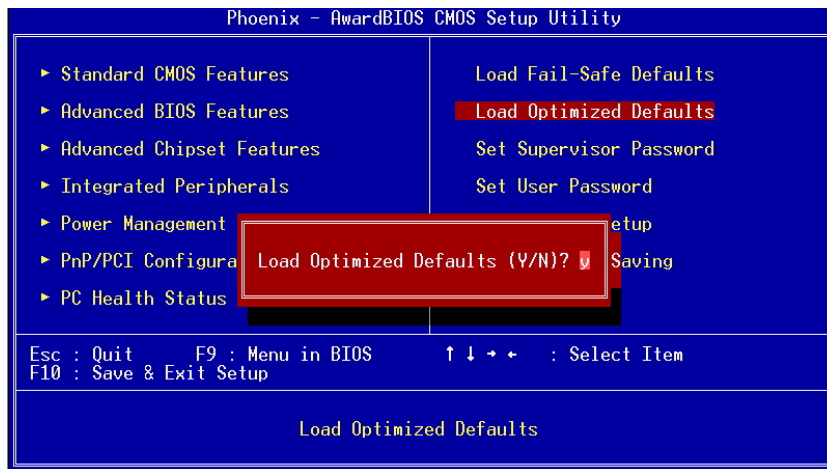 Phoenix - AwardBIOS CMOS Setup Utility
► Standard CMOS Features
► Advanced BIOS Features
► Advanced Chipset Features
► Integrated Peripherals
► Power Management
► PnP/PCI Configura
► PC Health Status
Load Fail-Safe Defaults
Load Optimized Defaults
Set Supervisor Password
Set User Password
etup
Saving
Load Optimized Defaults (Y/N)? y
Esc : Quit F9 : Menu in BIOS ↑ ↓ → ← : Select Item
F10 : Save & Exit Setup
Load Optimized Defaults